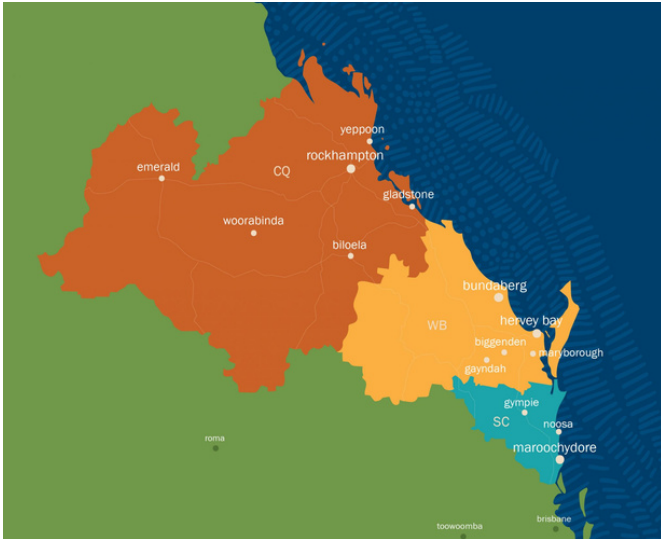 yeppoon
rockhampton
emerald
CQ
gladstone
woorabinda
biloela
bundaberg
hervey bay
WB
biggenden
maryborough
gayndah
gympie
SC
noosa
maroochydore
roma
brisbane
toowoomba